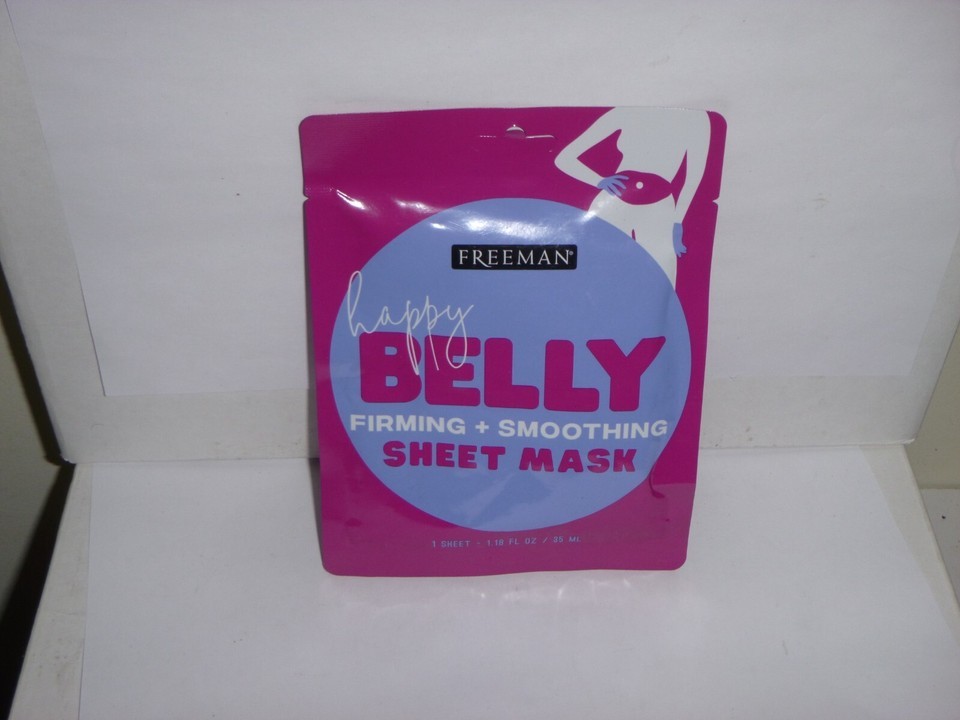 FREEMAN®
happy
BELLY
FIRMING + SMOOTHING
SHEET MASK
1 SHEET - 1.18 FL OZ / 35 ML